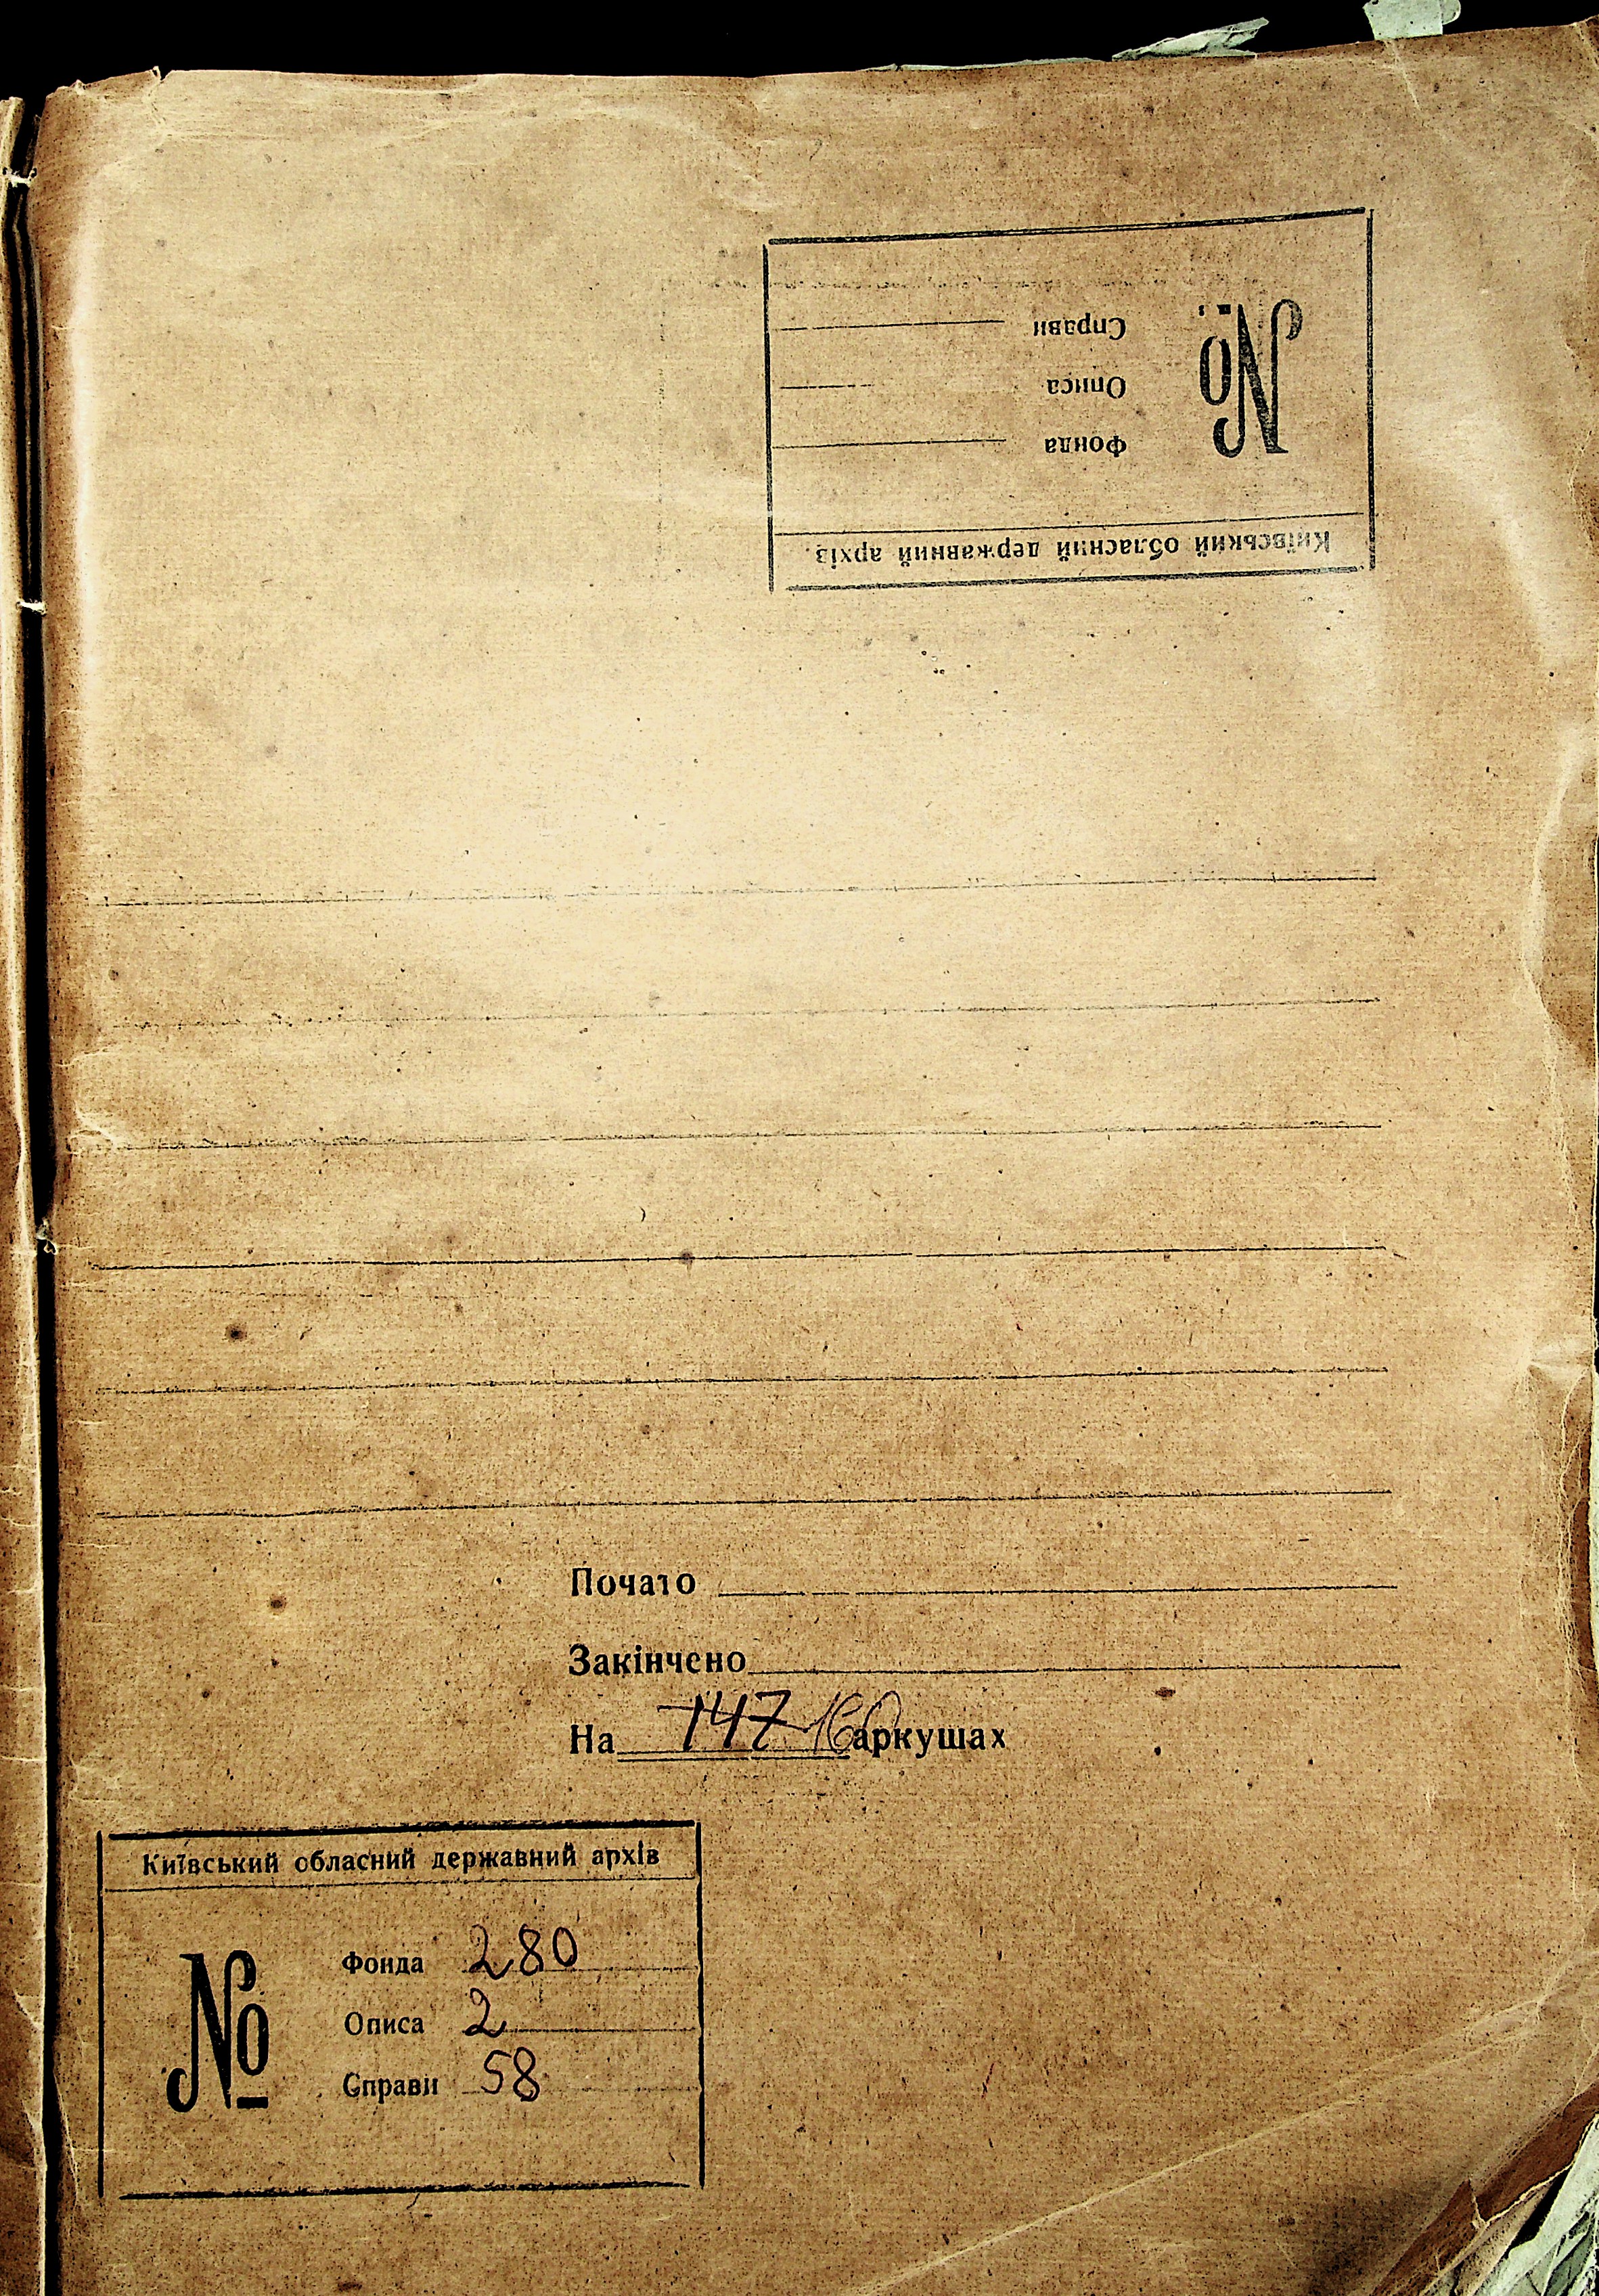 №
Справи
Описа
Фонда
Київський обласний державний архів.
Почато
Закінчено
На 147 160 аркушах
Київський обласний державний архів
№
Фонда 280
Описа 2
Справи 58